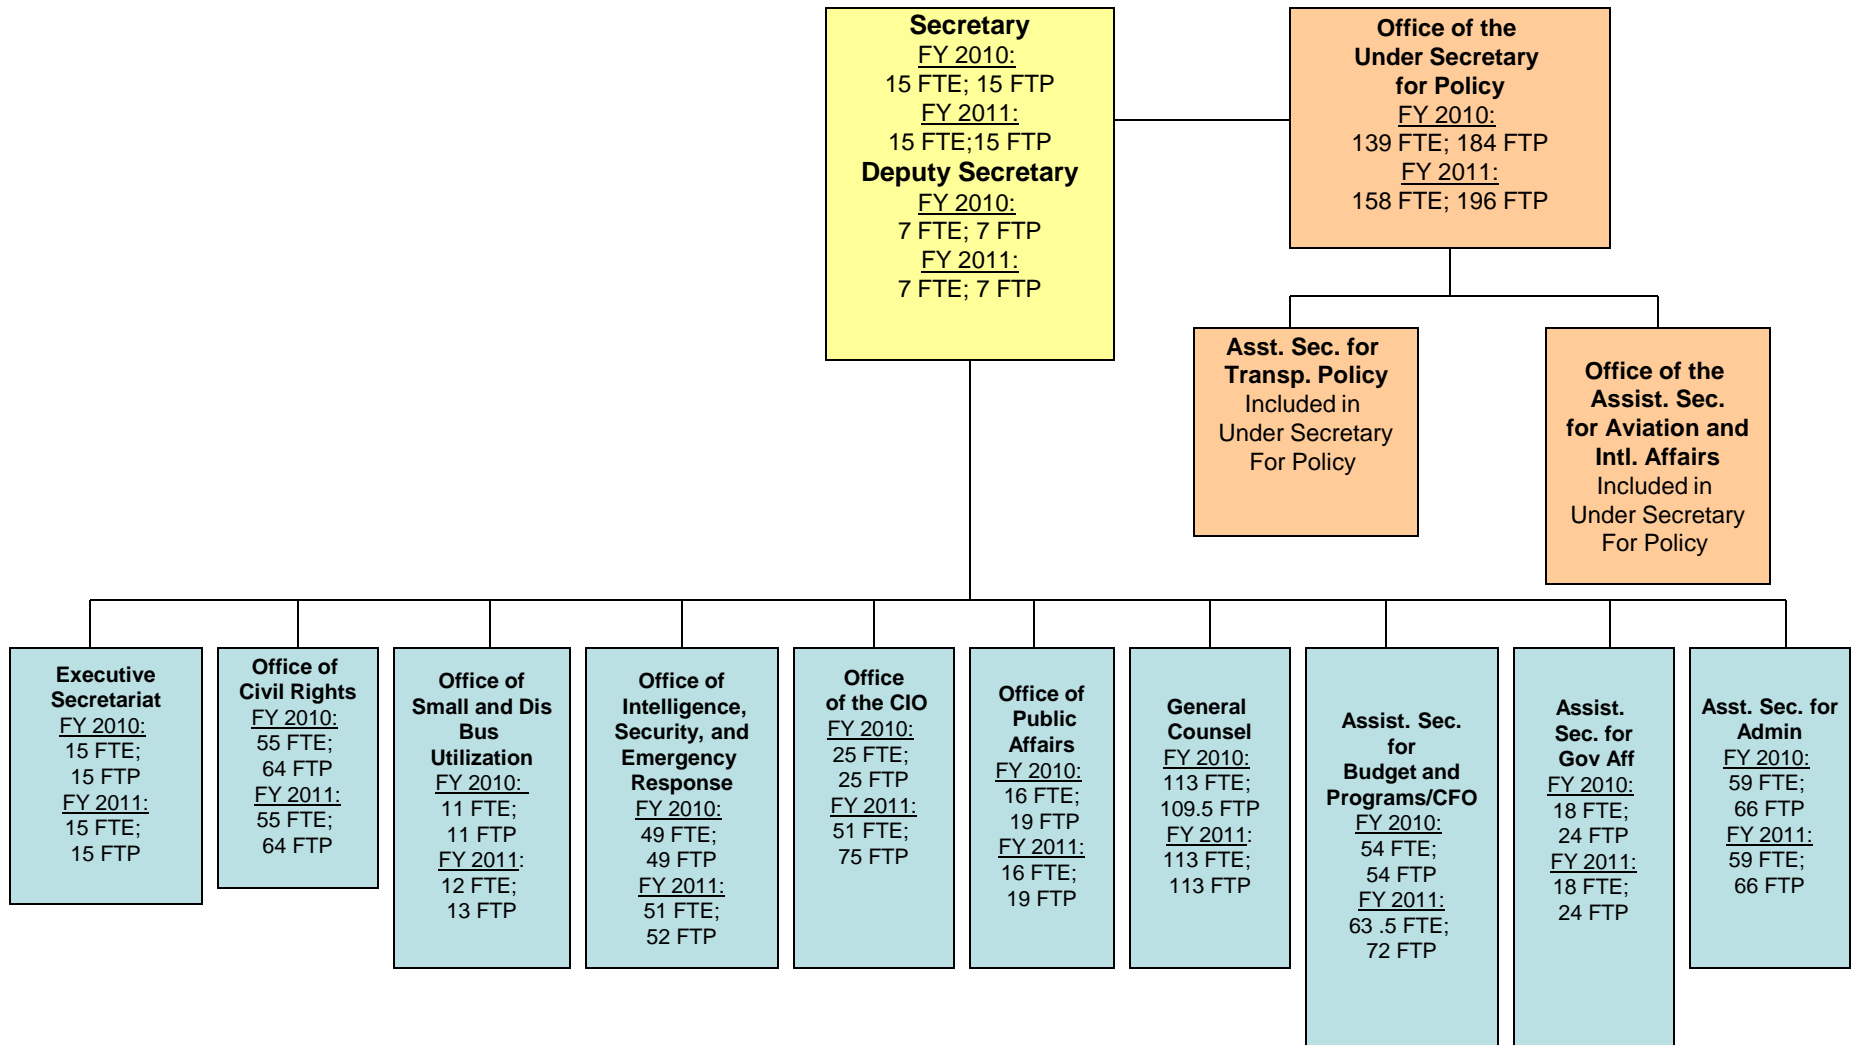 Secretary
FY 2010:
15 FTE; 15 FTP
FY 2011:
15 FTE;15 FTP
Deputy Secretary
FY 2010:
7 FTE; 7 FTP
FY 2011:
7 FTE; 7 FTP
Office of the
Under Secretary
for Policy
FY 2010:
139 FTE; 184 FTP
FY 2011:
158 FTE; 196 FTP
Asst. Sec. for
Transp. Policy
Included in
Under Secretary
For Policy
Office of the
Assist. Sec.
for Aviation and
Intl. Affairs
Included in
Under Secretary
For Policy
Executive
Secretariat
FY 2010:
15 FTE;
15 FTP
FY 2011:
15 FTE;
15 FTP
Office of
Civil Rights
FY 2010:
55 FTE;
64 FTP
FY 2011:
55 FTE;
64 FTP
Office of
Small and Dis
Bus
Utilization
FY 2010:
11 FTE;
11 FTP
FY 2011:
12 FTE;
13 FTP
Office of
Intelligence,
Security, and
Emergency
Response
FY 2010:
49 FTE;
49 FTP
FY 2011:
51 FTE;
52 FTP
Office
of the CIO
FY 2010:
25 FTE;
25 FTP
FY 2011:
51 FTE;
75 FTP
Office of
Public
Affairs
FY 2010:
16 FTE;
19 FTP
FY 2011:
16 FTE;
19 FTP
General
Counsel
FY 2010:
113 FTE;
109.5 FTP
FY 2011:
113 FTE;
113 FTP
Assist. Sec.
for
Budget and
Programs/CFO
FY 2010:
54 FTE;
54 FTP
FY 2011:
63 .5 FTE;
72 FTP
Assist.
Sec. for
Gov Aff
FY 2010:
18 FTE;
24 FTP
FY 2011:
18 FTE;
24 FTP
Asst. Sec. for
Admin
FY 2010:
59 FTE;
66 FTP
FY 2011:
59 FTE;
66 FTP